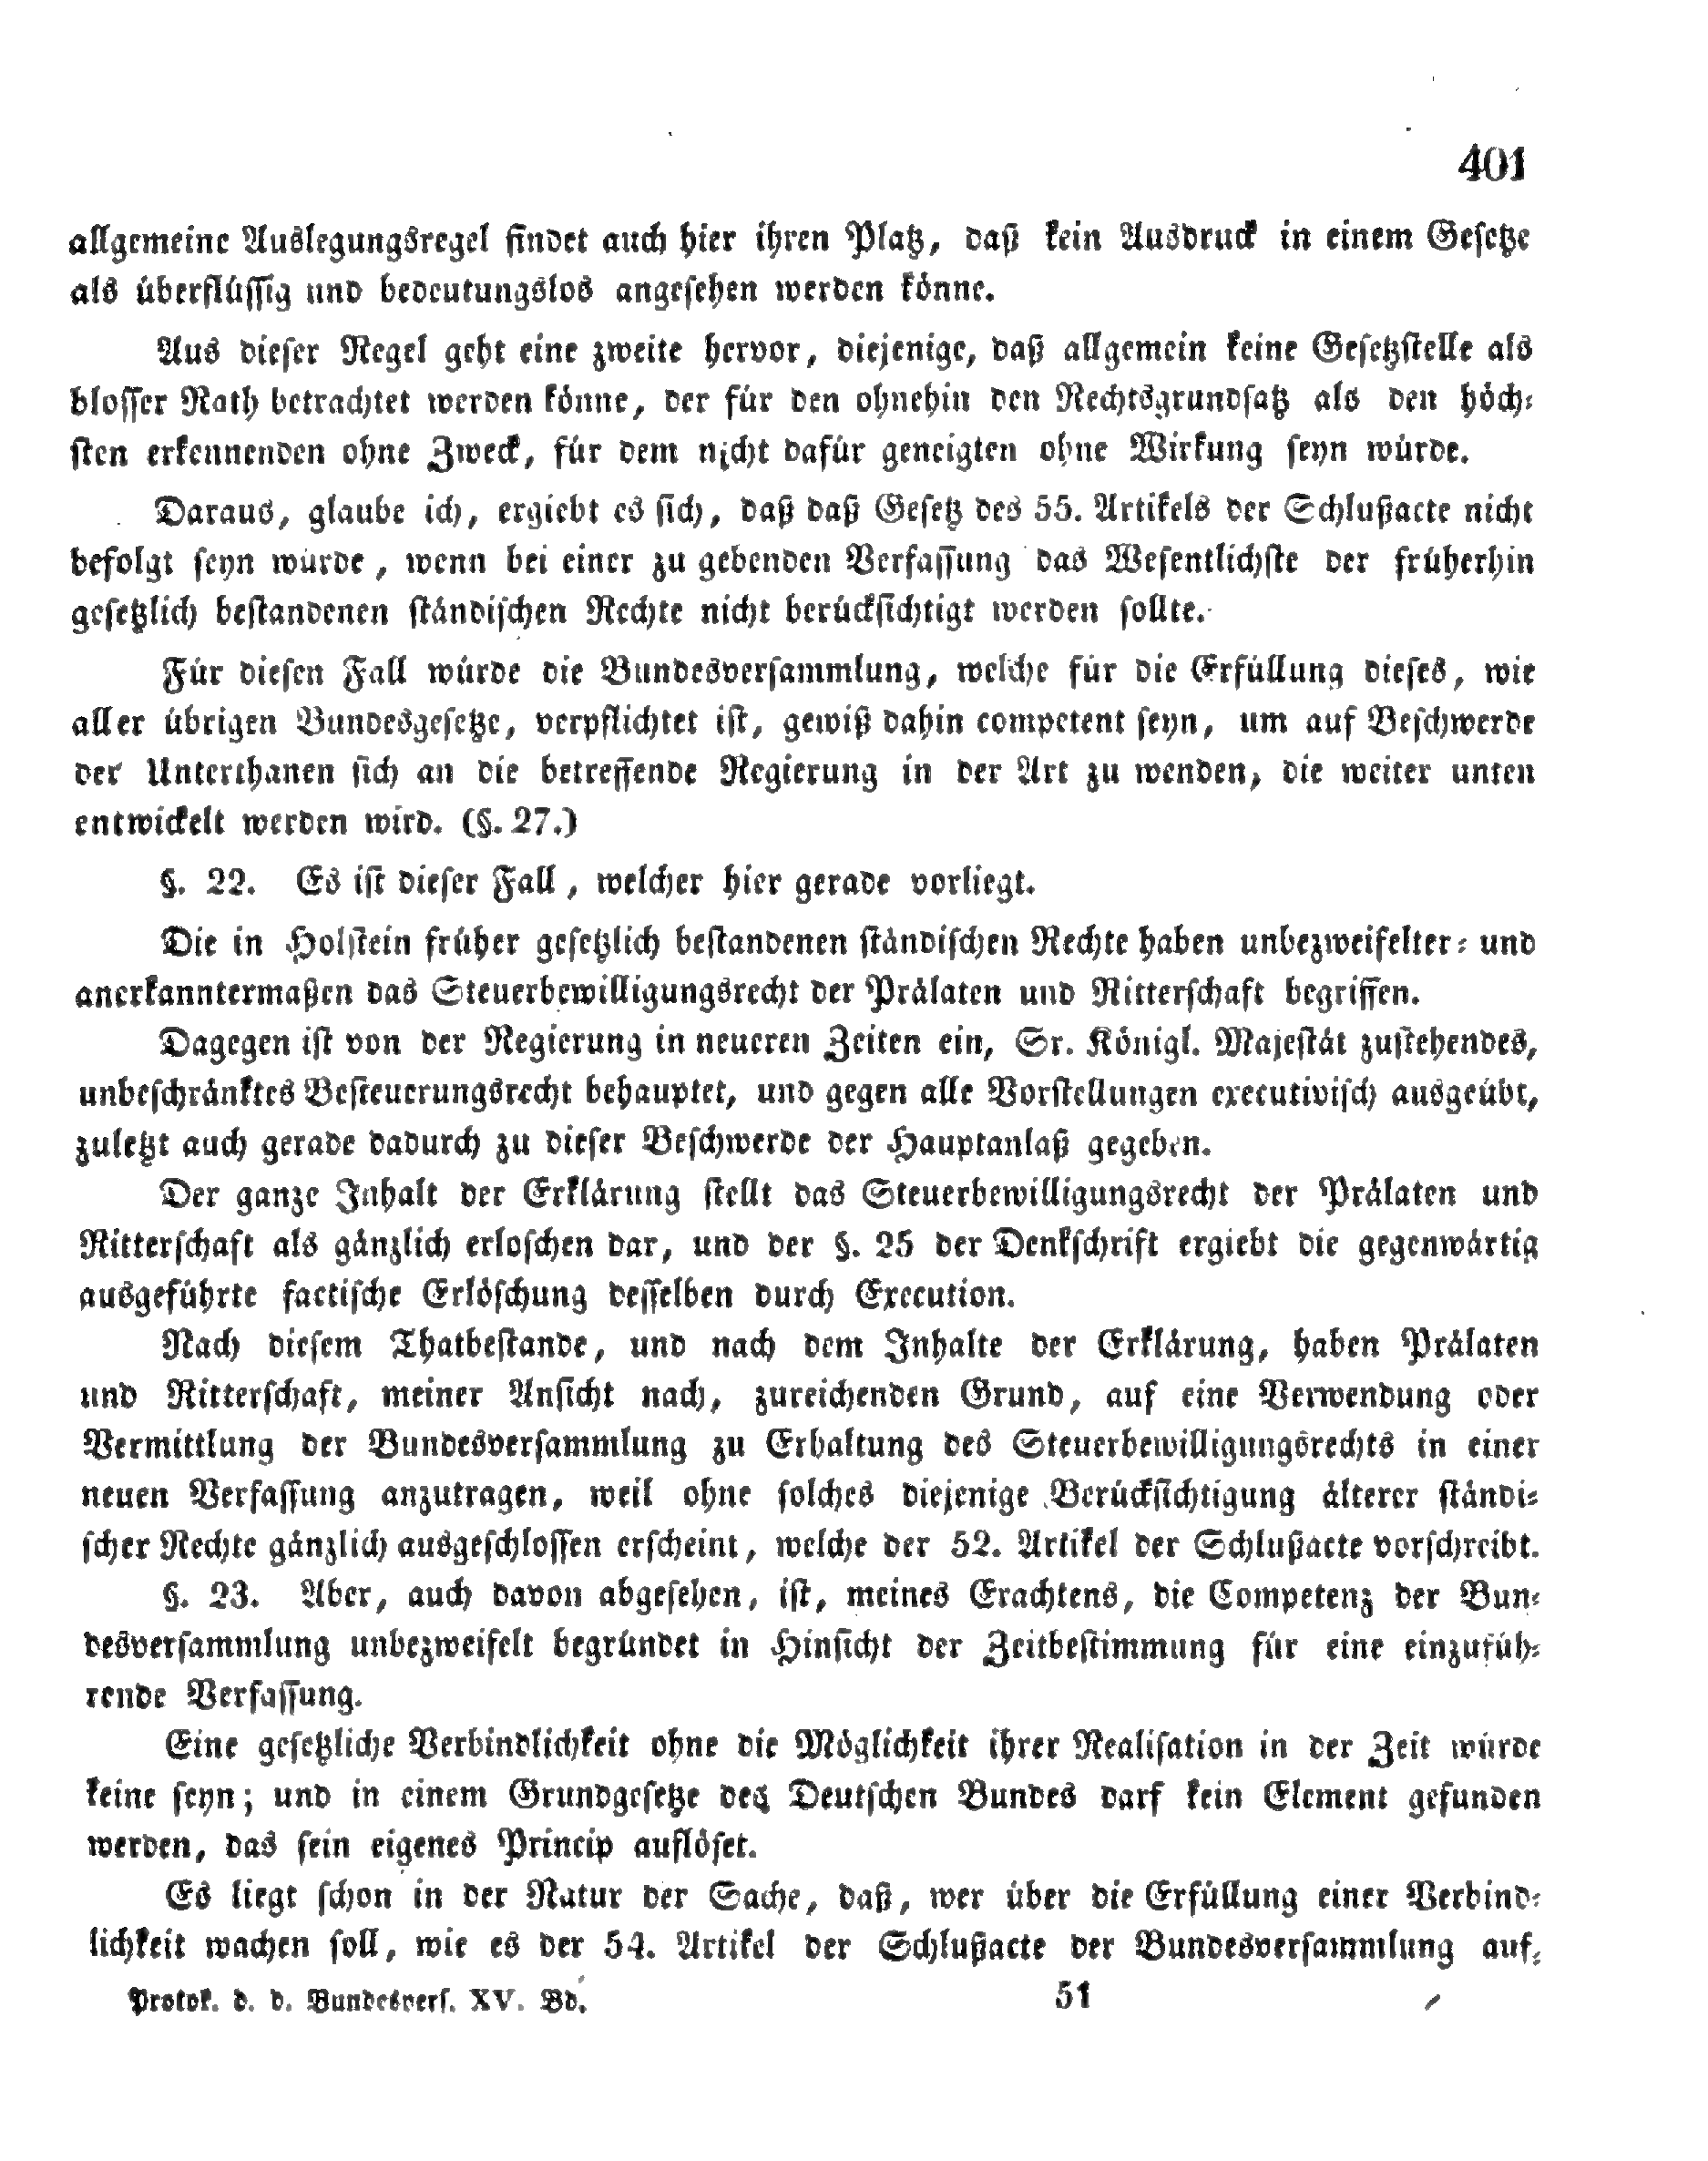 401
allgemeine Auslegungsregel findet auch hier ihren Platz, daß kein Ausdruck in einem Gesetze
als überflüssig und bedeutungslos angesehen werden könne.
Aus dieser Regel geht eine zweite hervor, diejenige, daß allgemein keine Gesetzstelle als
blosser Rath betrachtet werden könne, der für den ohnehin den Rechtsgrundsatz als den höch-
sten erkennenden ohne Zweck, für dem nicht dafür geneigten ohne Wirkung seyn würde.
Daraus, glaube ich, ergiebt es sich, daß daß Gesetz des 55. Artikels der Schlußacte nicht
befolgt seyn würde, wenn bei einer zu gebenden Verfassung das Wesentlichste der früherhin
gesetzlich bestandenen ständischen Rechte nicht berücksichtigt werden sollte.
Für diesen Fall würde die Bundesversammlung, welche für die Erfüllung dieses, wie
aller übrigen Bundesgesetze, verpflichtet ist, gewiß dahin competent seyn, um auf Beschwerde
der Unterthanen sich an die betreffende Regierung in der Art zu wenden, die weiter unten
entwickelt werden wird. (§. 27.)
§. 22. Es ist dieser Fall, welcher hier gerade vorliegt.
Die in Holstein früher gesetzlich bestandenen ständischen Rechte haben unbezweifelter- und
anerkanntermaßen das Steuerbewilligungsrecht der Prälaten und Ritterschaft begriffen.
Dagegen ist von der Regierung in neueren Zeiten ein, Sr. Königl. Majestät zustehendes,
unbeschränktes Besteuerungsrecht behauptet, und gegen alle Vorstellungen executivisch ausgeübt,
zuletzt auch gerade dadurch zu dieser Beschwerde der Hauptanlaß gegeben.
Der ganze Inhalt der Erklärung stellt das Steuerbewilligungsrecht der Prälaten und
Ritterschaft als gänzlich erloschen dar, und der §. 25 der Denkschrift ergiebt die gegenwärtig
ausgeführte factische Erlöschung desselben durch Execution.
Nach diesem Thatbestande, und nach dem Inhalte der Erklärung, haben Prälaten
und Ritterschaft, meiner Ansicht nach, zureichenden Grund, auf eine Verwendung oder
Vermittlung der Bundesversammlung zu Erhaltung des Steuerbewilligungsrechts in einer
neuen Verfassung anzutragen, weil ohne solches diejenige Berücksichtigung älterer ständi-
scher Rechte gänzlich ausgeschlossen erscheint, welche der 52. Artikel der Schlußacte vorschreibt.
§. 23. Aber, auch davon abgesehen, ist, meines Erachtens, die Competenz der Bun-
desversammlung unbezweifelt begründet in Hinsicht der Zeitbestimmung für eine einzufüh-
rende Verfassung.
Eine gesetzliche Verbindlichkeit ohne die Möglichkeit ihrer Realisation in der Zeit würde
keine seyn; und in einem Grundgesetze des Deutschen Bundes darf kein Element gefunden
werden, das sein eigenes Princip auflöset.
Es liegt schon in der Natur der Sache, daß, wer über die Erfüllung einer Verbind-
lichkeit wachen soll, wie es der 54. Artikel der Schlußacte der Bundesversammlung auf-
Protok. d. d. Bundesvers. XV. Bd. 51